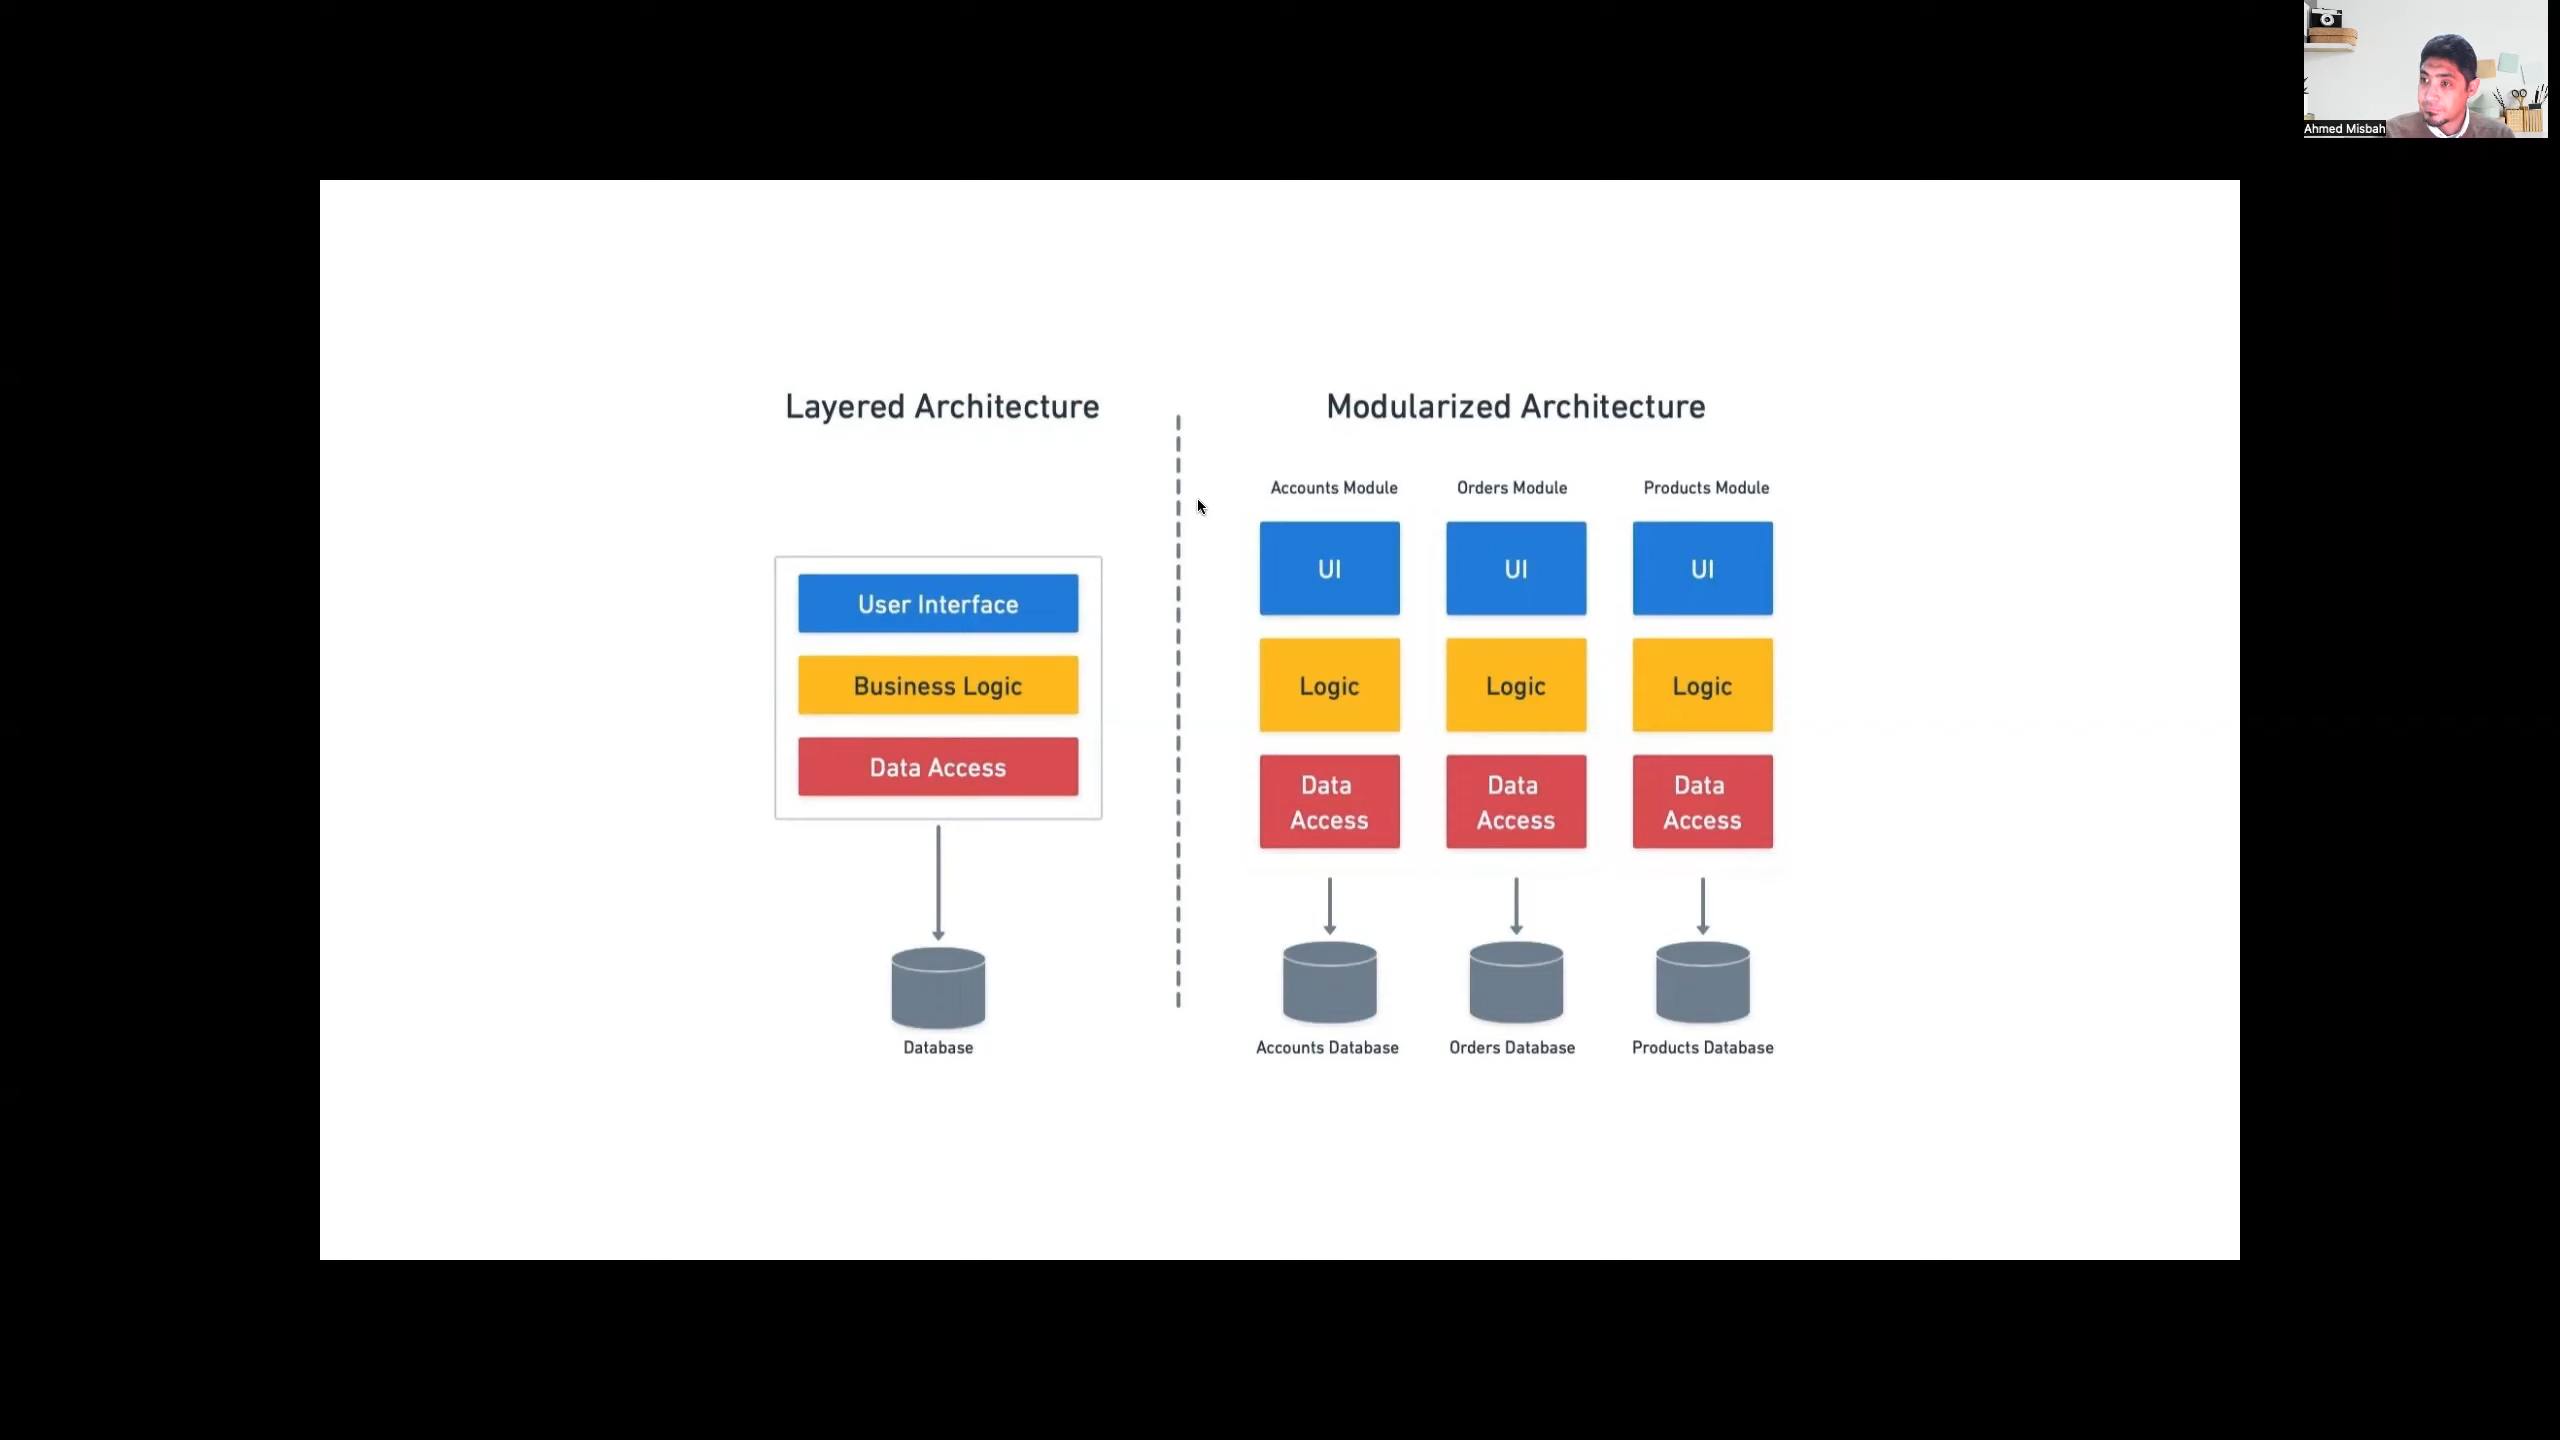 Ahmed Misbah
Layered Architecture
User Interface
Business Logic
Data Access
Database
Modularized Architecture
Accounts Module
Orders Module
Products Module
UI
UI
UI
Logic
Logic
Logic
Data
Access
Data
Access
Data
Access
Accounts Database
Orders Database
Products Database